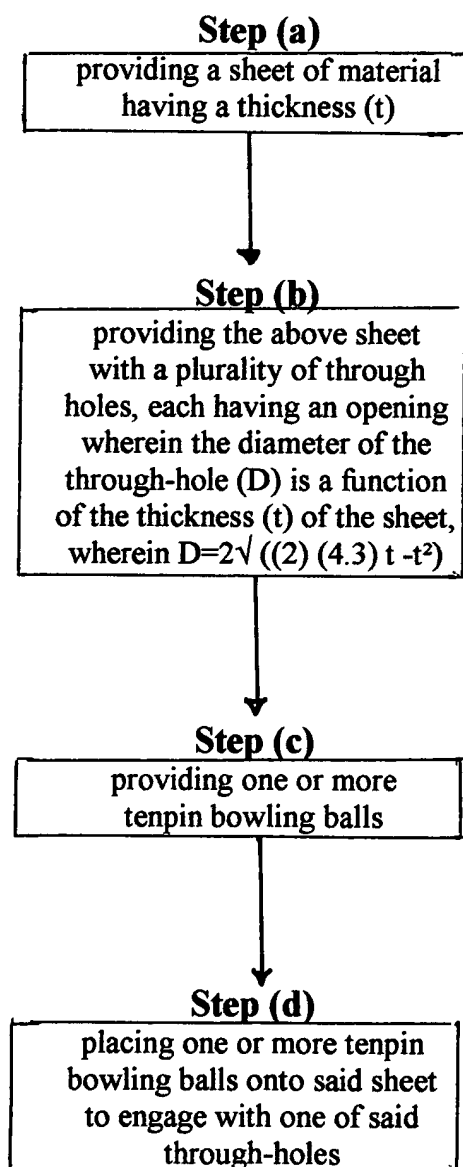 Step (a)
providing a sheet of material
having a thickness (t)
Step (b)
providing the above sheet
with a plurality of through
holes, each having an opening
wherein the diameter of the
through-hole (D) is a function
of the thickness (t) of the sheet,
wherein D=2√ ((2) (4.3) t -t²)
Step (c)
providing one or more
tenpin bowling balls
Step (d)
placing one or more tenpin
bowling balls onto said sheet
to engage with one of said
through-holes